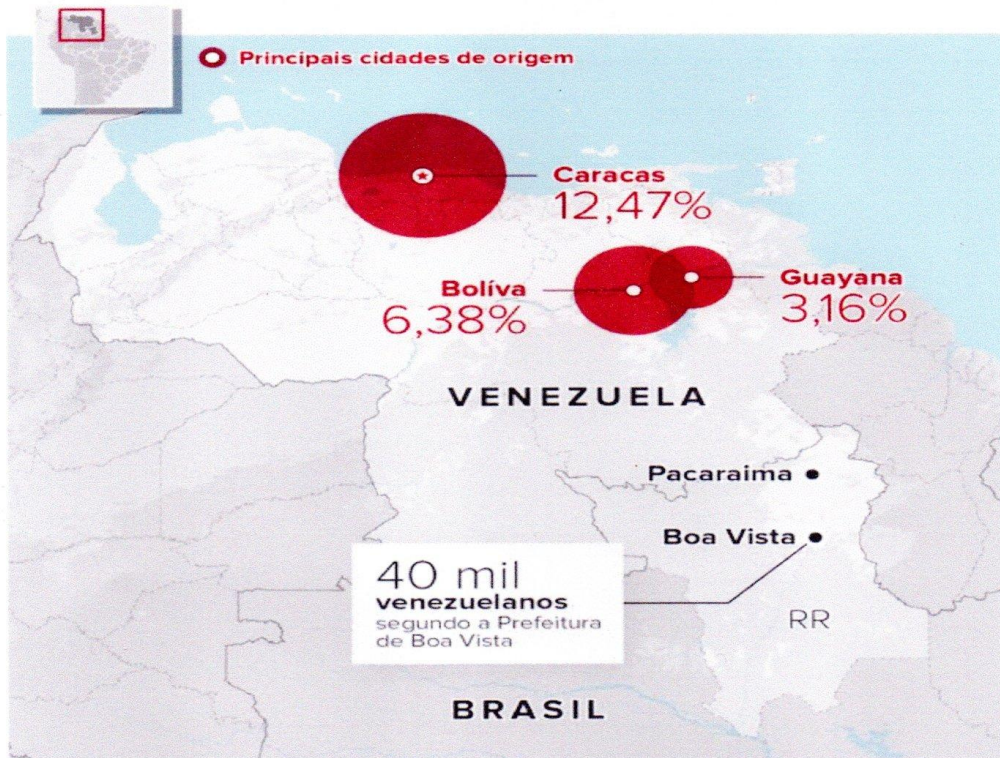 Principais cidades de origem
Caracas
12,47%
Bolíva
6,38%
Guayana
3,16%
VENEZUELA
Pacaraima
Boa Vista
40 mil
venezuelanos
segundo a Prefeitura
de Boa Vista
RR
BRASIL